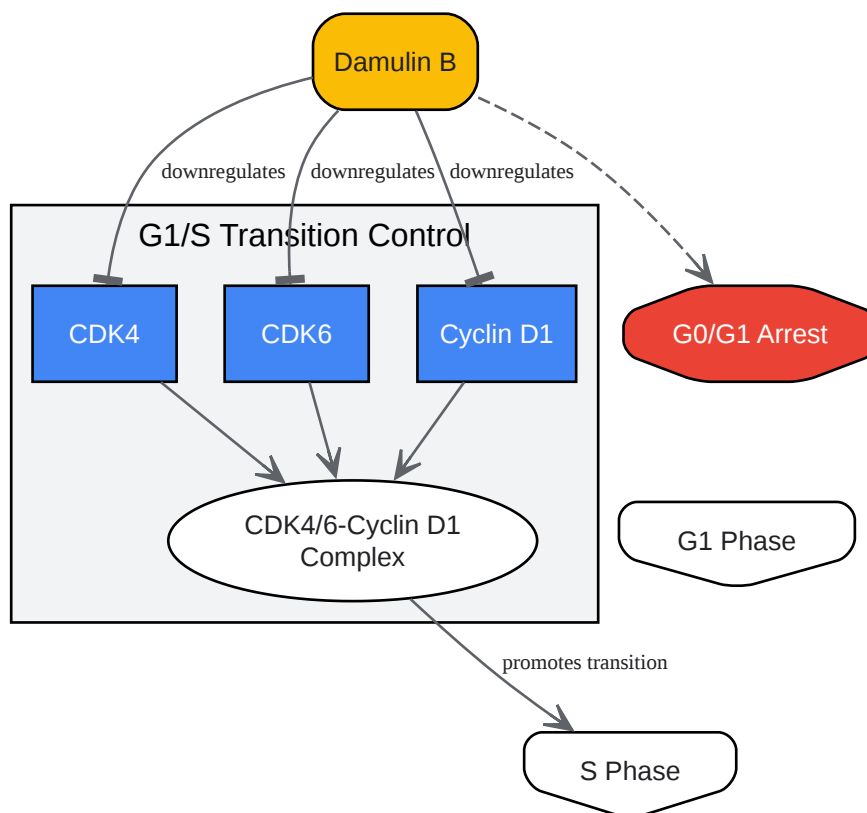 Damulin B
downregulates
downregulates
downregulates
G1/S Transition Control
CDK4
CDK6
Cyclin D1
G0/G1 Arrest
CDK4/6-Cyclin D1
Complex
G1 Phase
promotes transition
S Phase